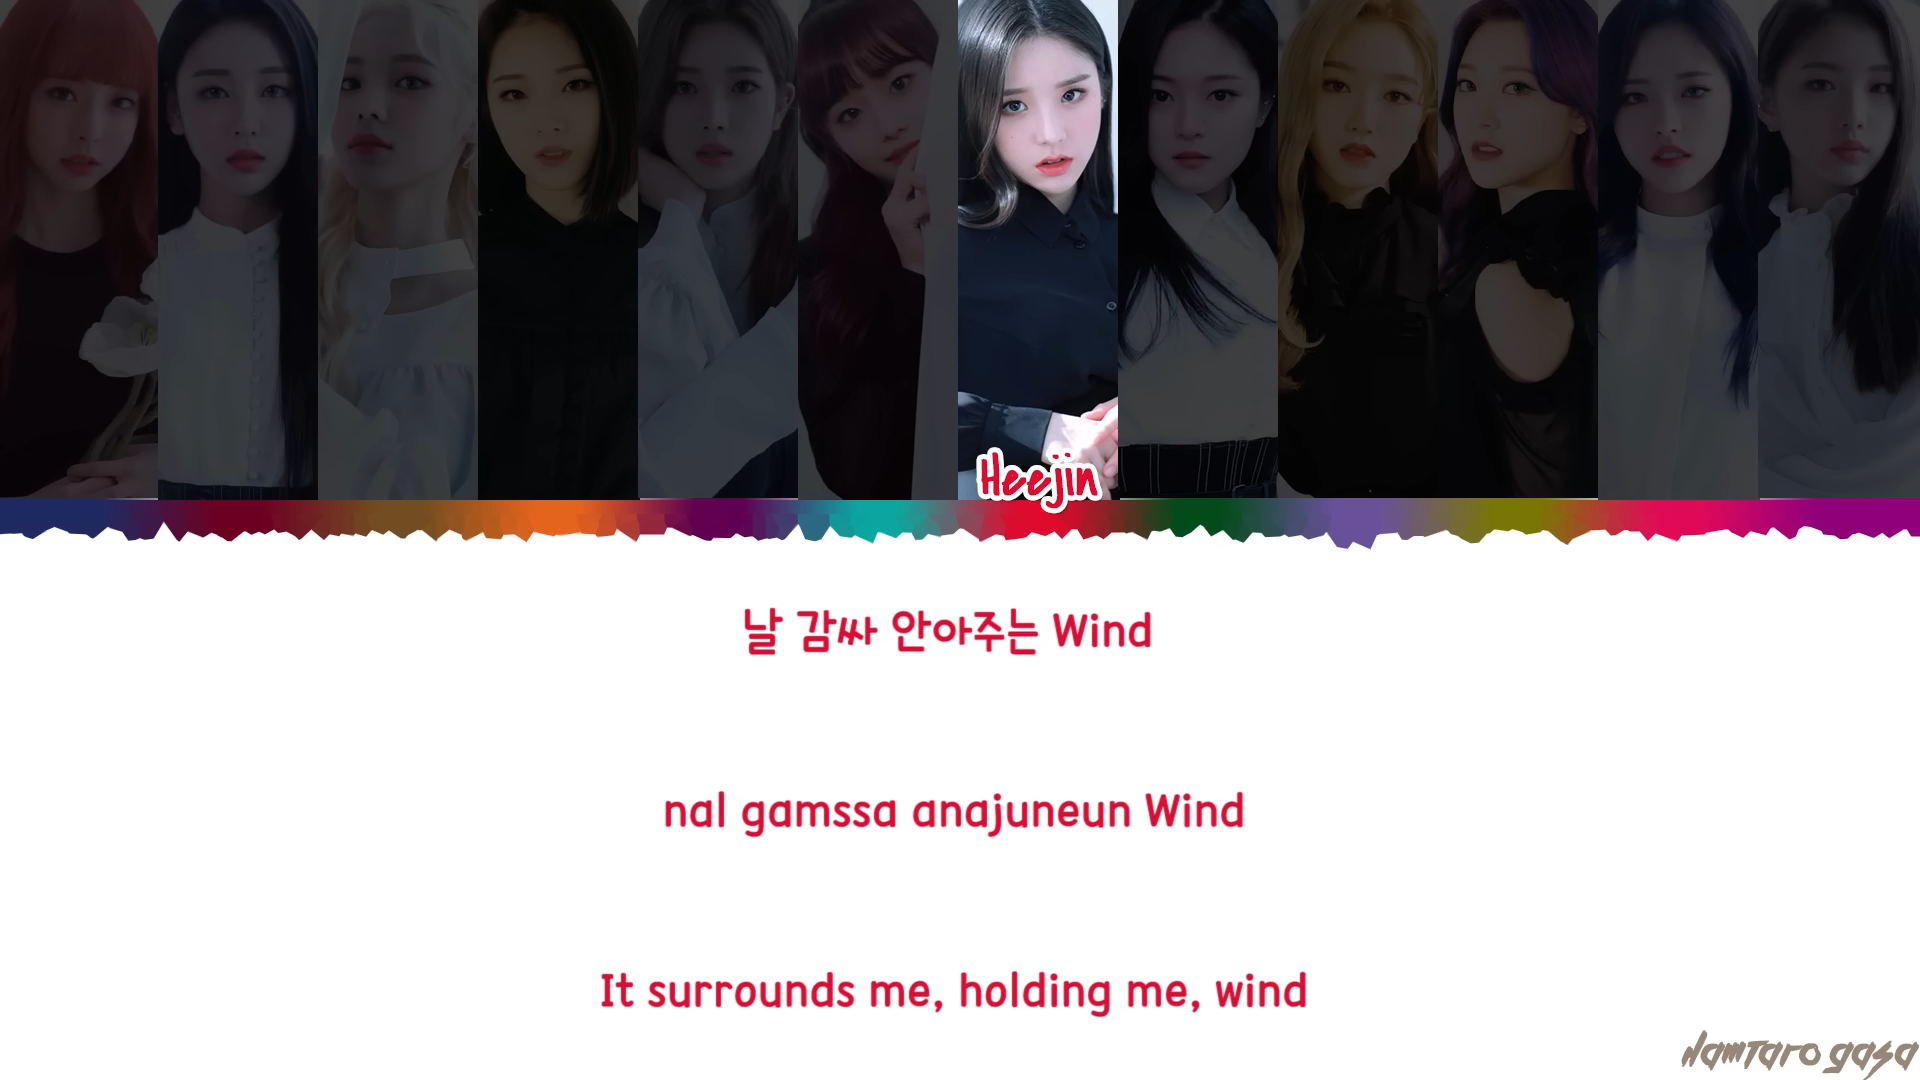 Heejin
날 감싸 안아주는 Wind
nal gamssa anajuneun Wind
It surrounds me, holding me, wind
Namtaro gasa